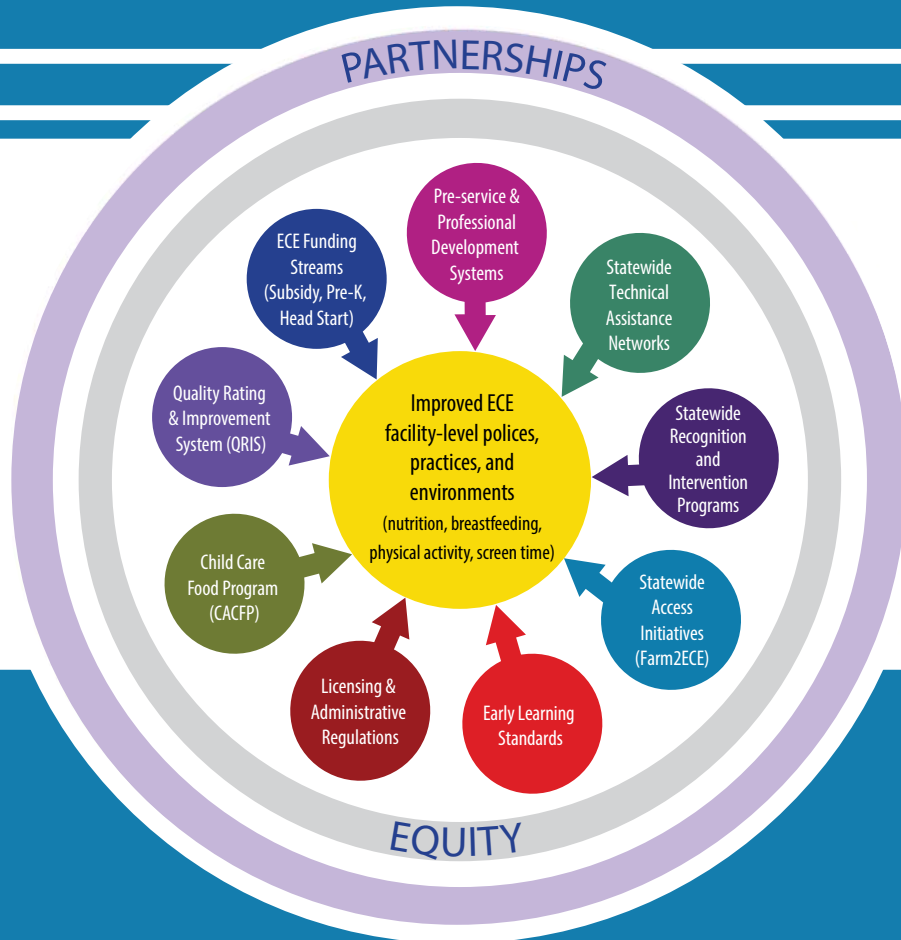 PARTNERSHIPS
Pre-service &
Professional
Development
Systems
ECE Funding
Streams
(Subsidy, Pre-K,
Head Start)
Statewide
Technical
Assistance
Networks
Quality Rating
& Improvement
System (QRIS)
Improved ECE
facility-level polices,
practices, and
environments
(nutrition, breastfeeding,
physical activity, screen time)
Statewide
Recognition
and
Intervention
Programs
Child Care
Food Program
(CACFP)
Statewide
Access
Initiatives
(Farm2ECE)
Licensing &
Administrative
Regulations
Early Learning
Standards
EQUITY